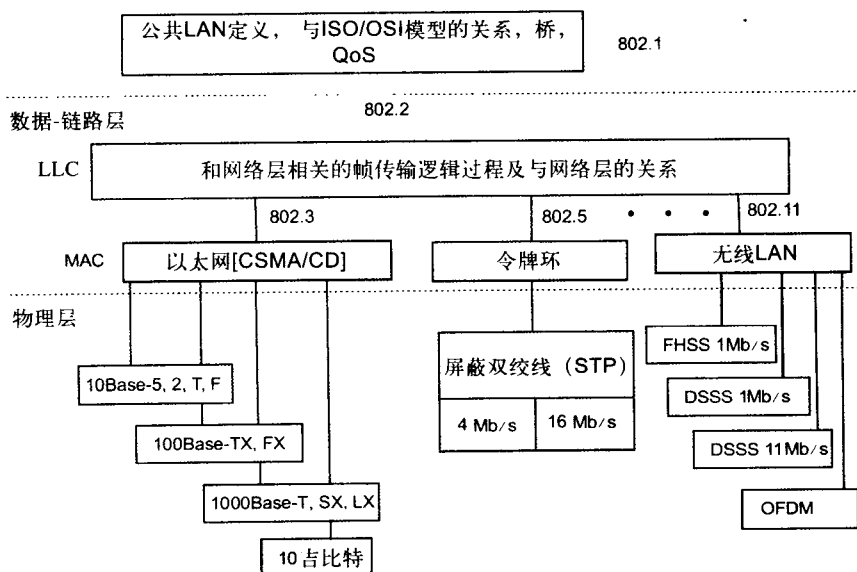 公共LAN定义， 与ISO/OSI模型的关系，桥，
QoS
802.1
802.2
数据-链路层
LLC
和网络层相关的帧传输逻辑过程及与网络层的关系
802.3
802.5
802.11
MAC
以太网[CSMA/CD]
令牌环
无线LAN
物理层
FHSS 1Mb/s
屏蔽双绞线（STP）
10Base-5, 2, T, F
DSSS 1Mb/s
4 Mb/s
16 Mb/s
100Base-TX, FX
DSSS 11Mb/s
1000Base-T, SX, LX
OFDM
10吉比特